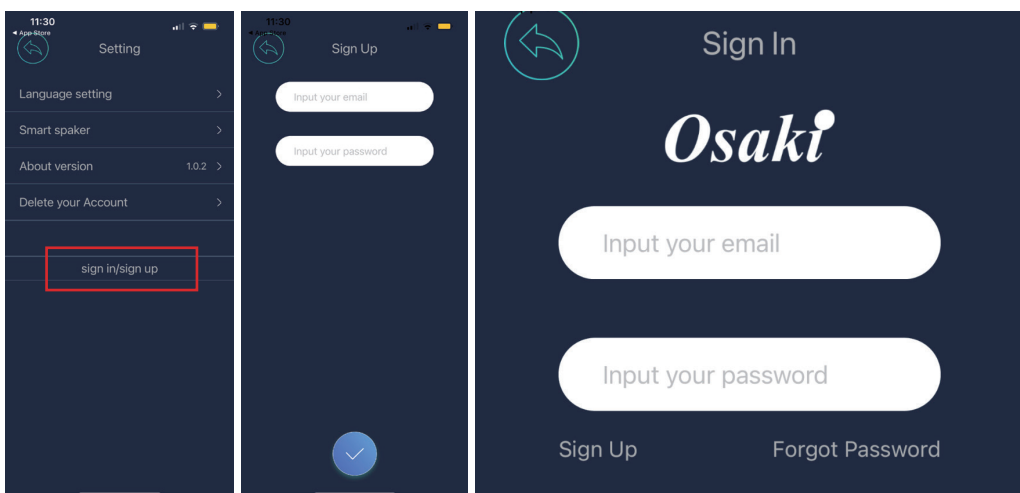 11:30
App Store
Setting
Language setting
Smart spaker
About version 1.0.2
Delete your Account
sign in/sign up
11:30
App Store
Sign Up
Input your email
Input your password
Sign In
Osaki
Input your email
Input your password
Sign Up Forgot Password